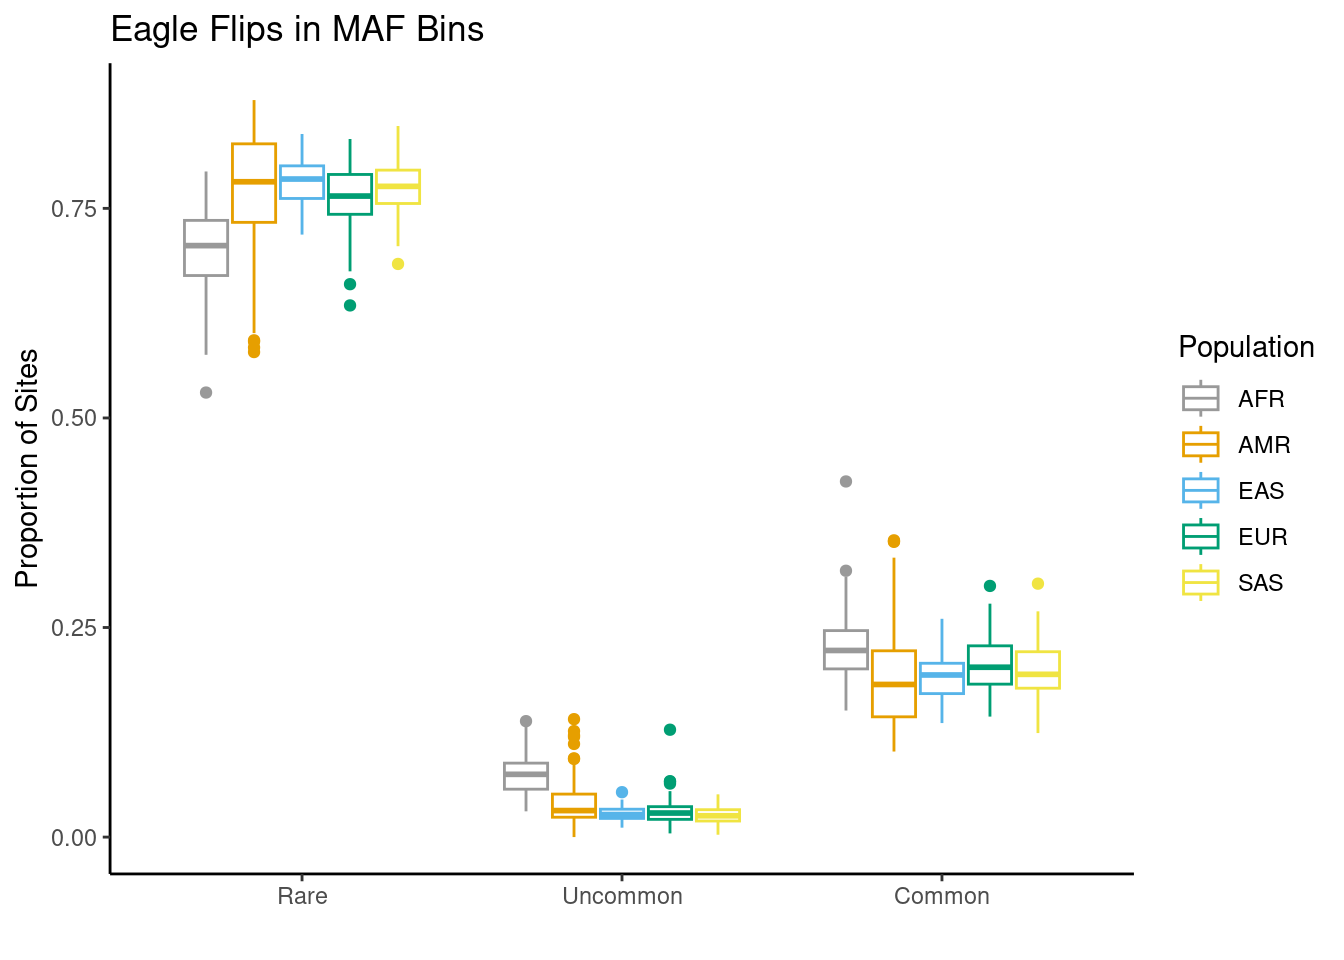 Eagle Flips in MAF Bins
Proportion of Sites
0.75
0.50
0.25
0.00
Rare
Uncommon
Common
Population
AFR
AMR
EAS
EUR
SAS